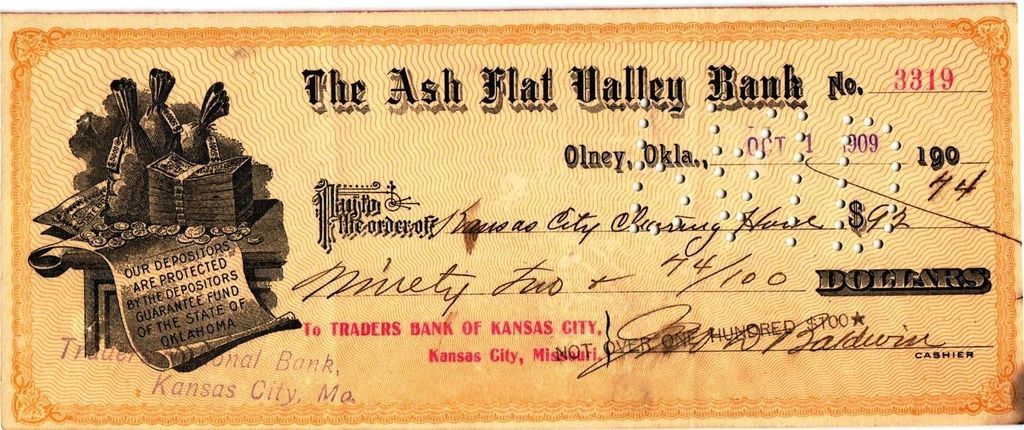 The Ash Flat Valley Bank No. 3319
Olney, Okla., OCT 1 1909 190
Pay to the order of Kansas City Clearing House $92 74
Ninety Two & 74/100 DOLLARS
OUR DEPOSITORS
ARE PROTECTED
BY THE DEPOSITORS
GUARANTEE FUND
OF THE STATE OF
OKLAHOMA
To TRADERS BANK OF KANSAS CITY,
Kansas City, Missouri.
NOT OVER ONE HUNDRED $100★
Baldwin
CASHIER
Bank,
Kansas City, Mo.